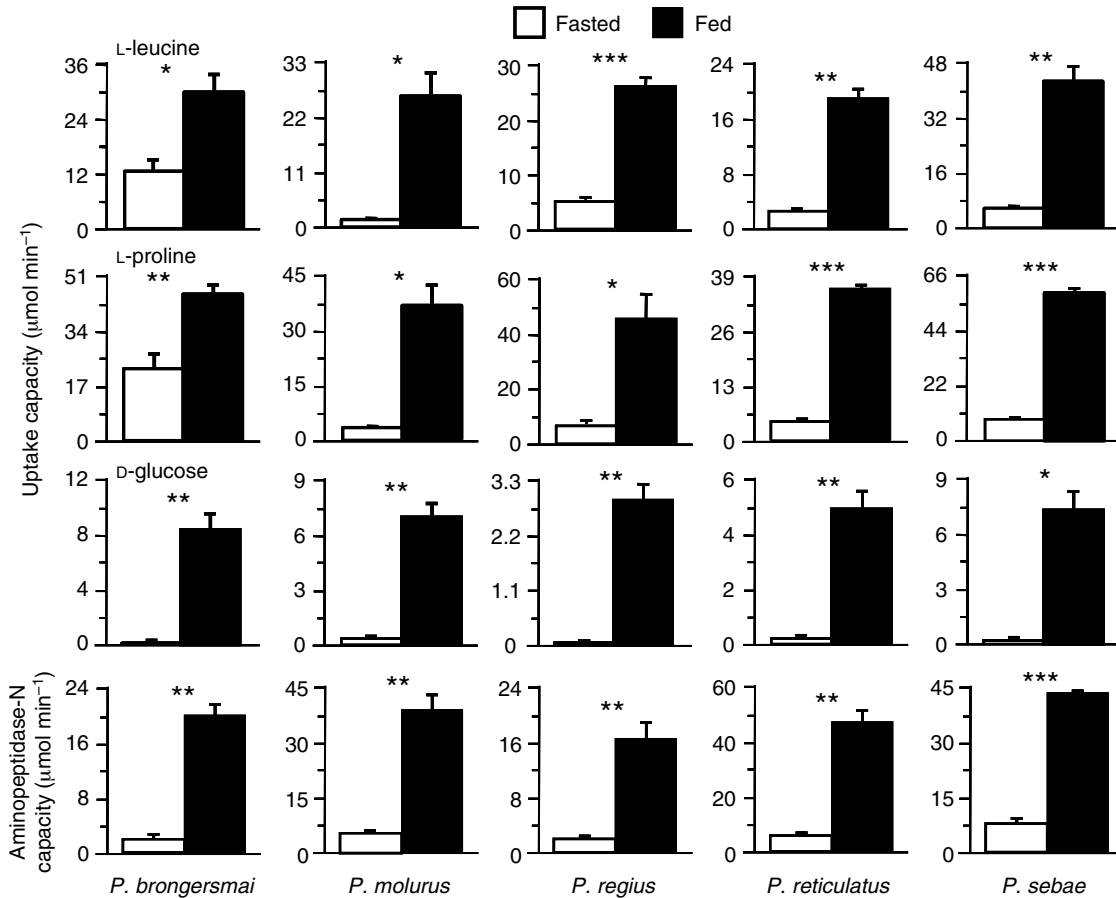 Fasted Fed
L-leucine
* * *** ** **
36 33 30 24 48
24 22 20 16 32
12 11 10 8 16
0 0 0 0 0
L-proline
** * * *** ***
51 45 60 39 66
34 30 40 26 44
17 15 20 13 22
0 0 0 0 0
D-glucose
** ** ** ** *
12 9 3.3 6 9
8 6 2.2 4 6
4 3 1.1 2 3
0 0 0 0 0
** ** ** ** ***
24 45 24 60 45
16 30 16 40 30
8 15 8 20 15
0 0 0 0 0
Uptake capacity (μmol min−1)
Aminopeptidase-N
capacity (μmol min−1)
P. brongersmai P. molurus P. regius P. reticulatus P. sebae